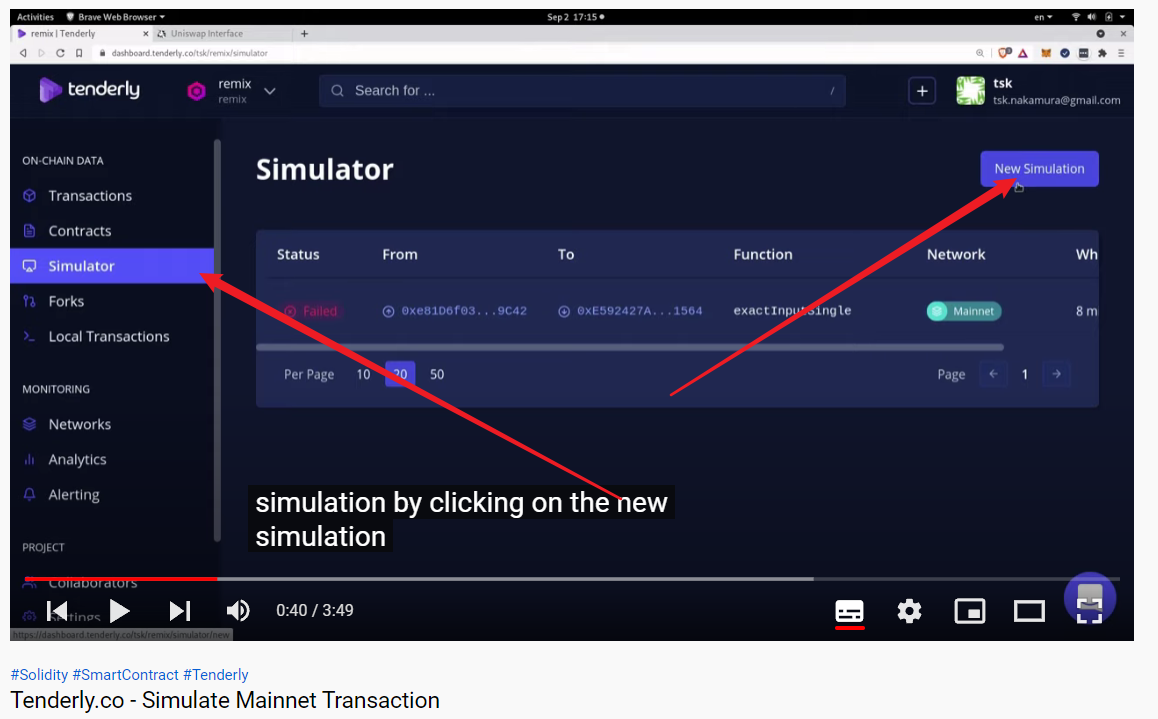 Activities Brave Web Browser Sep 2 17:15 en
remix | Tenderly Uniswap Interface
dashboard.tenderly.co/tsk/remix/simulator
tenderly remix remix Search for ... / + tsk tsk.nakamura@gmail.com
ON-CHAIN DATA
Transactions
Contracts
Simulator
Forks
Local Transactions
MONITORING
Networks
Analytics
Alerting
PROJECT
Collaborators
Settings
Simulator New Simulation
Status From To Function Network Wh
Failed 0xe81D6f03...9C42 0xE592427A...1564 exactInputSingle Mainnet 8 m
Per Page 10 20 50 Page 1
simulation by clicking on the new
simulation
0:40 / 3:49
https://dashboard.tenderly.co/tsk/remix/simulator/new
#Solidity #SmartContract #Tenderly
Tenderly.co - Simulate Mainnet Transaction